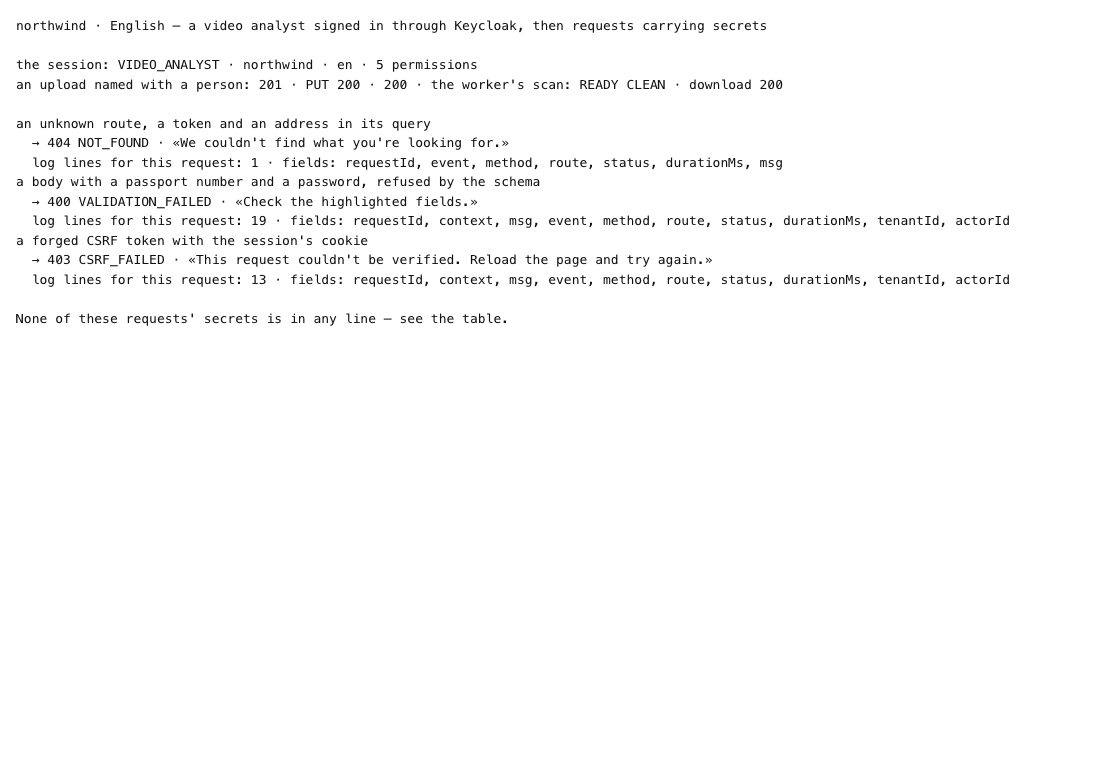 northwind · English — a video analyst signed in through Keycloak, then requests carrying secrets
the session: VIDEO_ANALYST · northwind · en · 5 permissions
an upload named with a person: 201 · PUT 200 · 200 · the worker's scan: READY CLEAN · download 200
an unknown route, a token and an address in its query
→ 404 NOT_FOUND · «We couldn't find what you're looking for.»
log lines for this request: 1 · fields: requestId, event, method, route, status, durationMs, msg
a body with a passport number and a password, refused by the schema
→ 400 VALIDATION_FAILED · «Check the highlighted fields.»
log lines for this request: 19 · fields: requestId, context, msg, event, method, route, status, durationMs, tenantId, actorId
a forged CSRF token with the session's cookie
→ 403 CSRF_FAILED · «This request couldn't be verified. Reload the page and try again.»
log lines for this request: 13 · fields: requestId, context, msg, event, method, route, status, durationMs, tenantId, actorId
None of these requests' secrets is in any line — see the table.